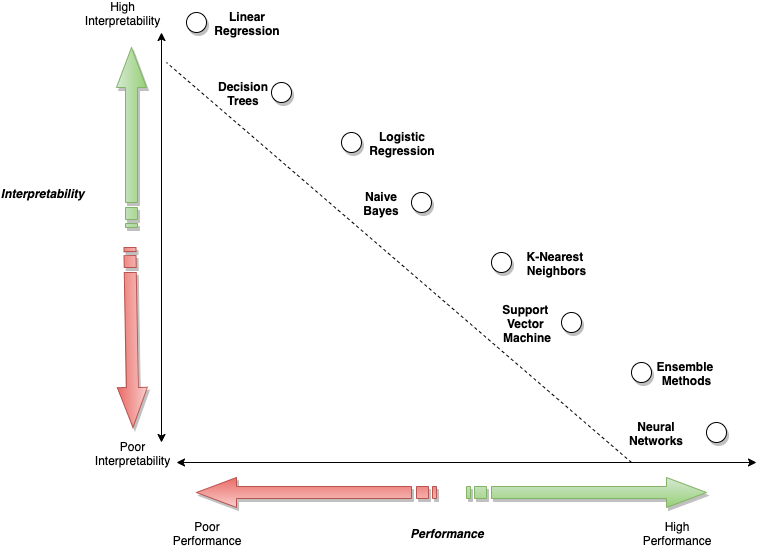 High
Interpretability
Linear
Regression
Decision
Trees
Logistic
Regression
Interpretability
Naive
Bayes
K-Nearest
Neighbors
Support
Vector
Machine
Ensemble
Methods
Neural
Networks
Poor
Interpretability
Poor
Performance
Performance
High
Performance